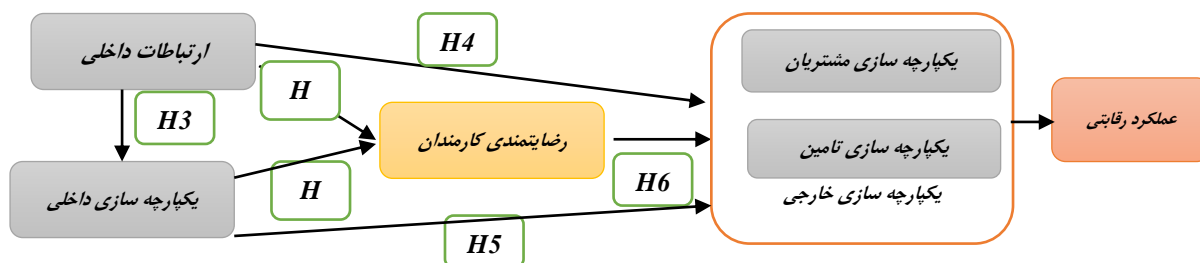 ارتباطات داخلی
H4
یکپارچه سازی مشتریان
H
H3
رضایتمندی کارمندان
عملکرد رقابتی
یکپارچه سازی تامین
یکپارچه سازی داخلی
H
H6
یکپارچه سازی خارجی
H5